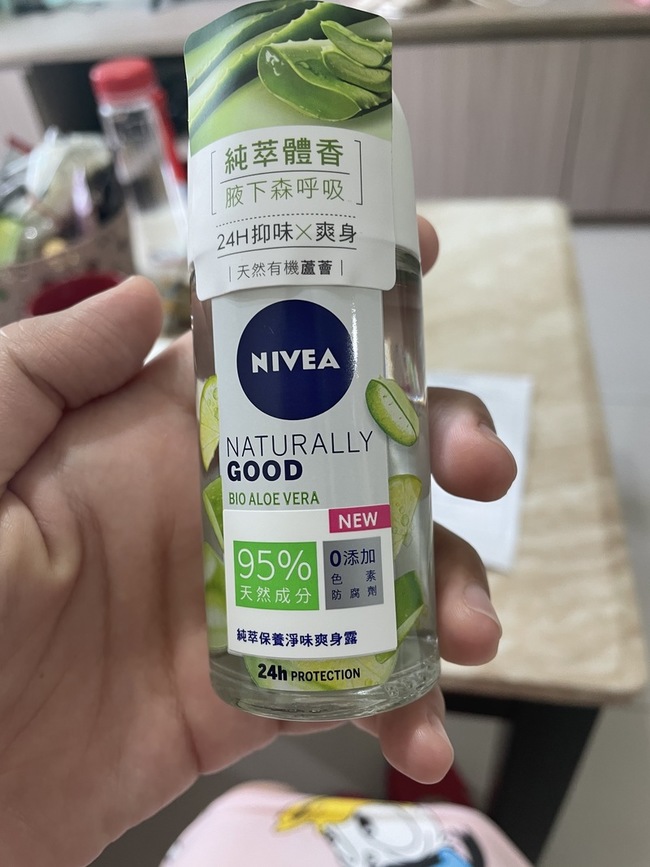 純萃體香
腋下森呼吸
24H抑味×爽身
|天然有機蘆薈|
NIVEA
NATURALLY
GOOD
BIO ALOE VERA
NEW
95%
天然成分
0添加
色素
防腐劑
純萃保養淨味爽身露
24h PROTECTION